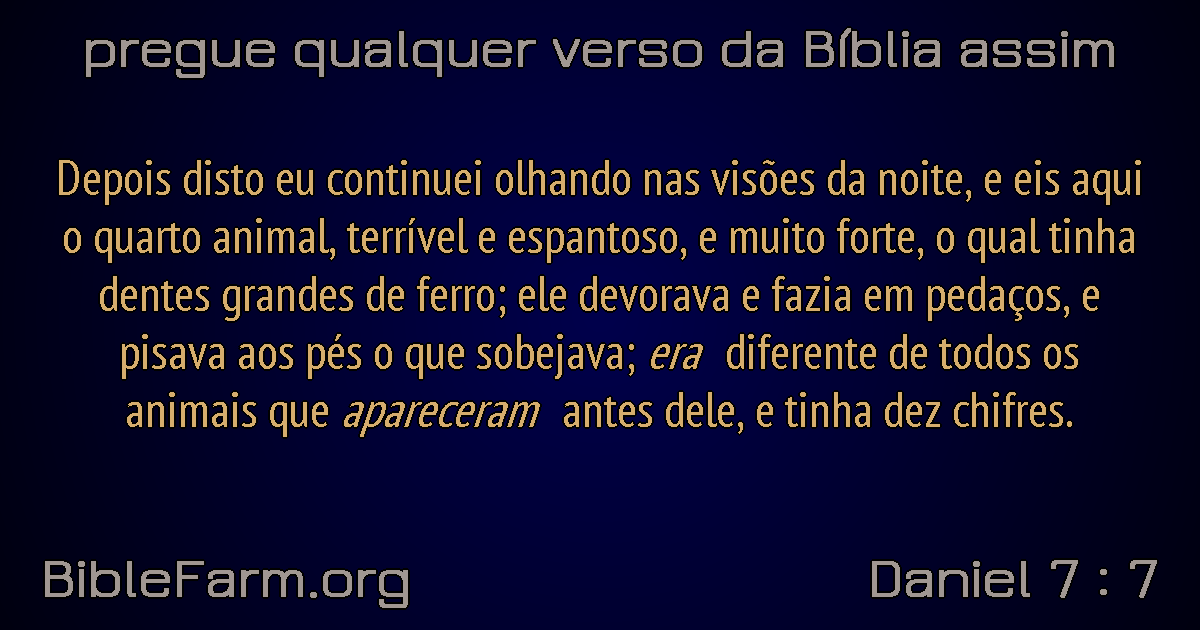 pregue qualquer verso da Bíblia assim
Depois disto eu continuei olhando nas visões da noite, e eis aqui
o quarto animal, terrível e espantoso, e muito forte, o qual tinha
dentes grandes de ferro; ele devorava e fazia em pedaços, e
pisava aos pés o que sobejava; era diferente de todos os
animais que apareceram antes dele, e tinha dez chifres.
BibleFarm.org
Daniel 7 : 7